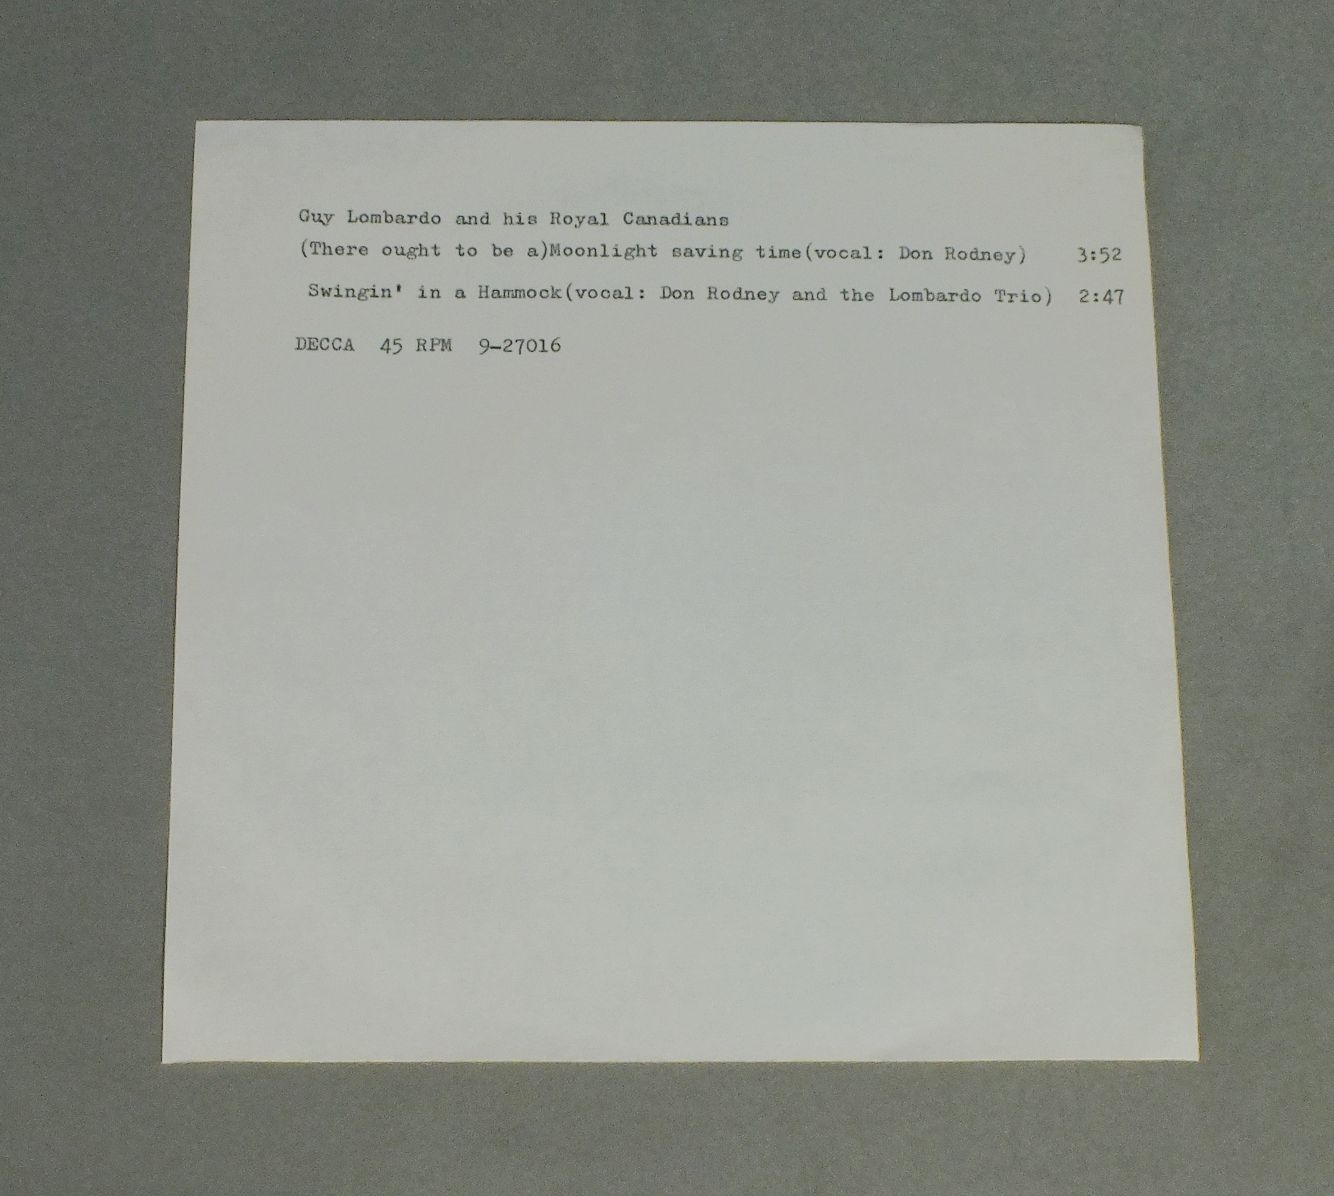 Guy Lombardo and his Royal Canadians
(There ought to be a)Moonlight saving time(vocal: Don Rodney) 3:52
Swingin' in a Hammock(vocal: Don Rodney and the Lombardo Trio) 2:47
DECCA 45 RPM 9-27016